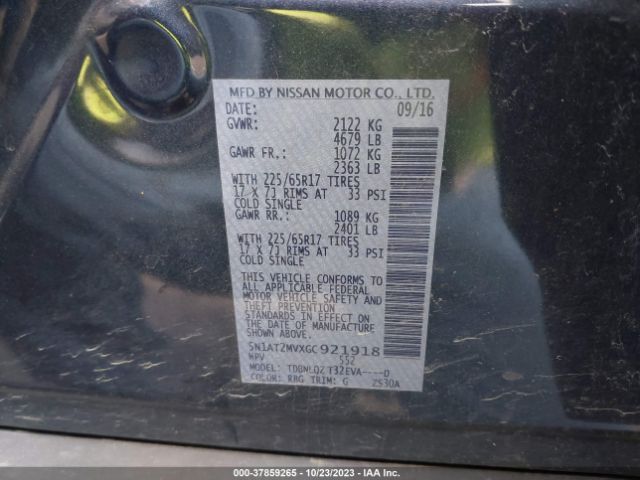 MFD BY NISSAN MOTOR CO., LTD.
DATE: 09/16
GVWR: 2122 KG
4679 LB
GAWR FR.: 1072 KG
2363 LB
WITH 225/65R17 TIRES
17 X 7J RIMS AT 33 PSI
COLD SINGLE
GAWR RR.: 1089 KG
2401 LB
WITH 225/65R17 TIRES
17 X 7J RIMS AT 33 PSI
COLD SINGLE
THIS VEHICLE CONFORMS TO
ALL APPLICABLE FEDERAL
MOTOR VEHICLE SAFETY AND
THEFT PREVENTION
STANDARDS IN EFFECT ON
THE DATE OF MANUFACTURE
SHOWN ABOVE.
5N1AT2MVXGC921918
MPV 552
MODEL: T32EVA----D
COLOR: RBG TRIM: G ZS30A
000-37859265 - 10/23/2023 - IAA Inc.